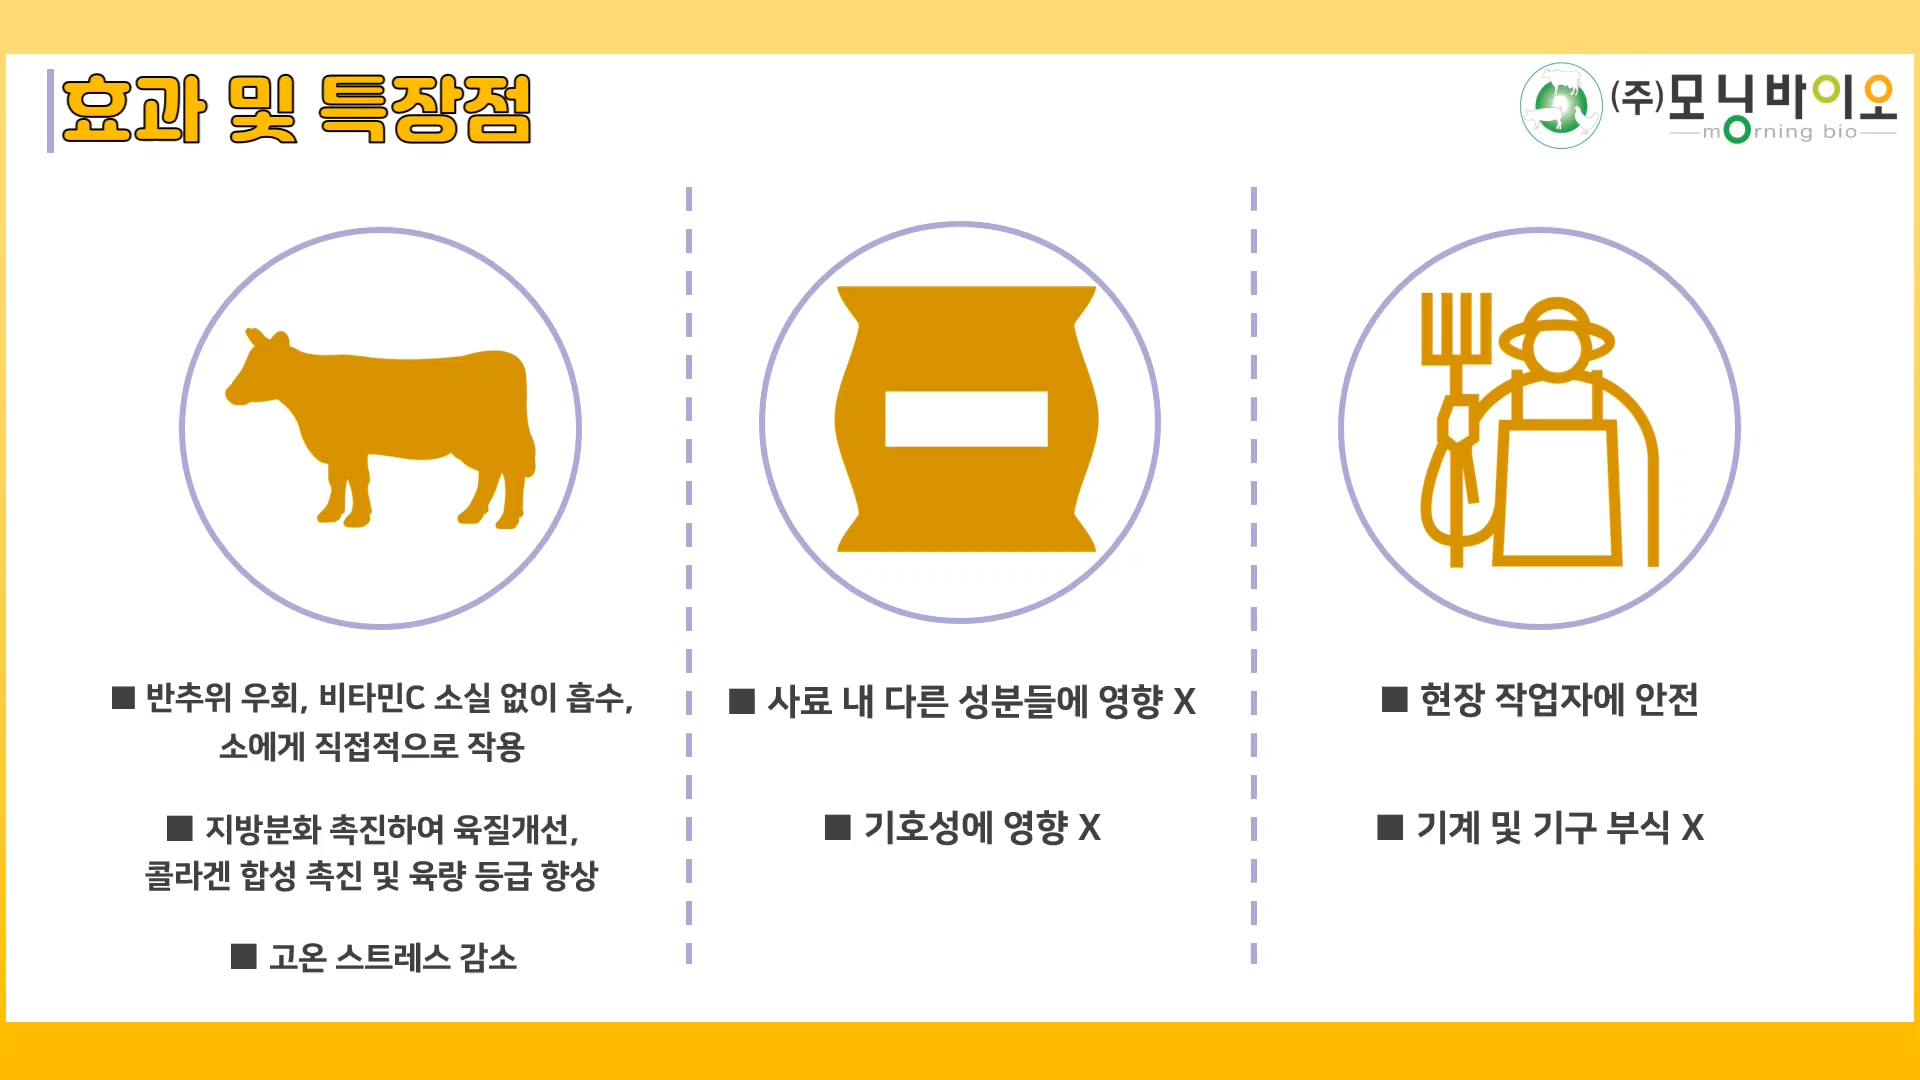 효과 및 특장점
(주)모닝바이오
morning bio
■ 반추위 우회, 비타민C 소실 없이 흡수,
소에게 직접적으로 작용
■ 지방분화 촉진하여 육질개선,
콜라겐 합성 촉진 및 육량 등급 향상
■ 고온 스트레스 감소
■ 사료 내 다른 성분들에 영향 X
■ 기호성에 영향 X
■ 현장 작업자에 안전
■ 기계 및 기구 부식 X